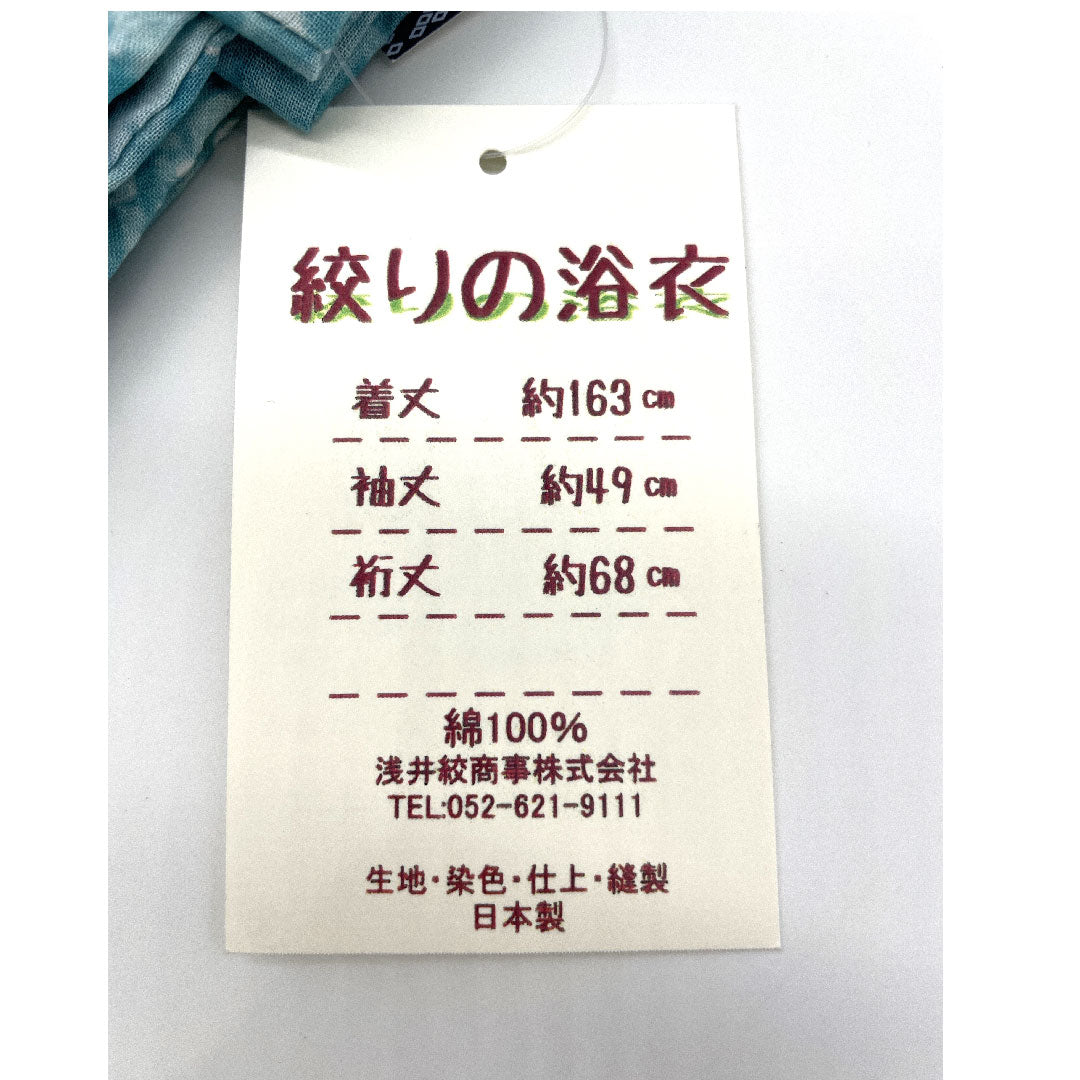 絞りの浴衣
着丈 約163cm
袖丈 約49cm
裄丈 約68cm
綿100%
浅井絞商事株式会社
TEL:052-621-9111
生地・染色・仕上・縫製
日本製